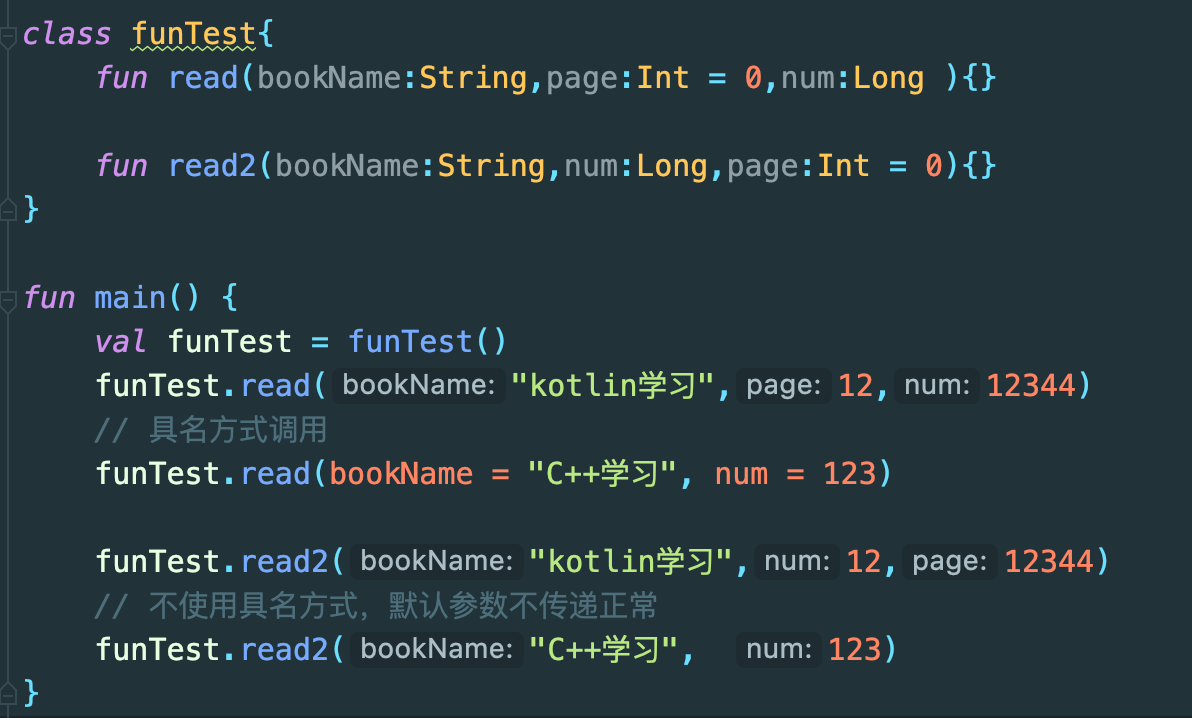 class funTest{
    fun read(bookName:String,page:Int = 0,num:Long ){}

    fun read2(bookName:String,num:Long,page:Int = 0){}
}

fun main() {
    val funTest = funTest()
    funTest.read( bookName: "kotlin学习", page: 12, num: 12344)
    // 具名方式调用
    funTest.read(bookName = "C++学习", num = 123)

    funTest.read2( bookName: "kotlin学习", num: 12, page: 12344)
    // 不使用具名方式，默认参数不传递正常
    funTest.read2( bookName: "C++学习",  num: 123)
}